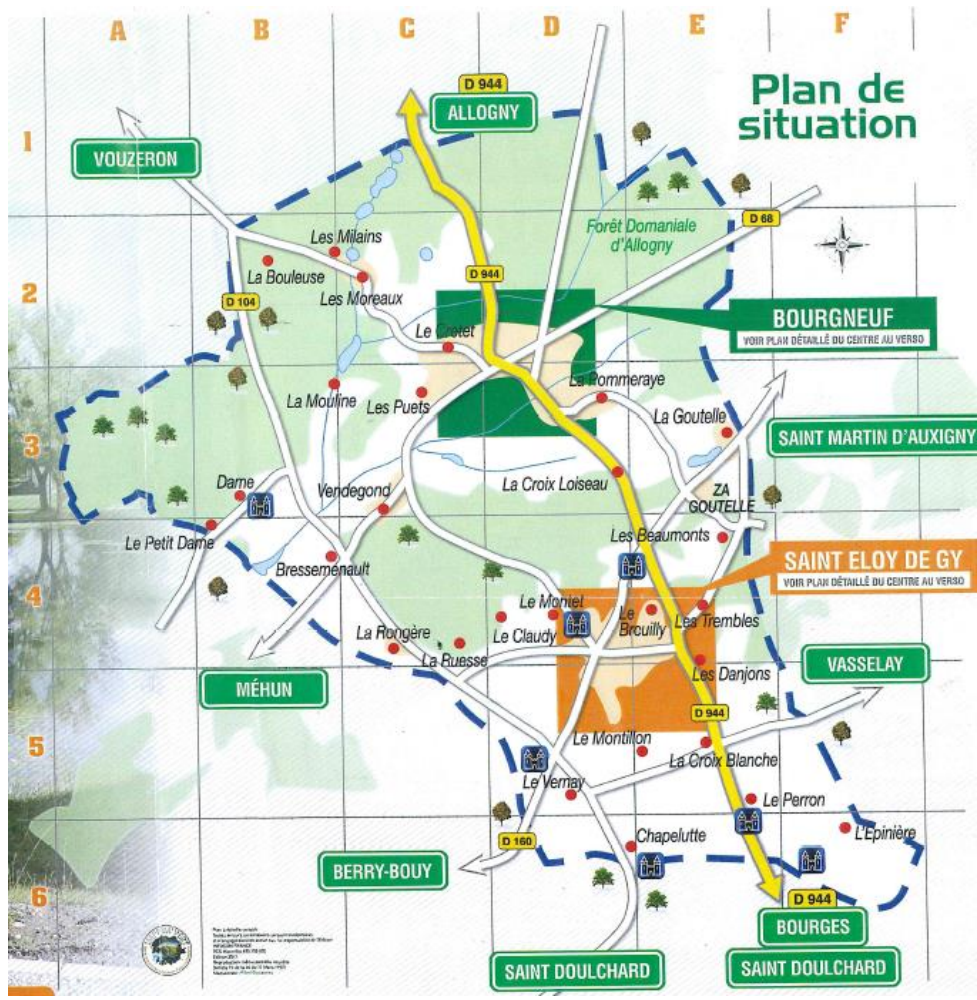 A B C D E F
D 944
ALLOGNY
Plan de
situation
1
VOUZERON
Forêt Domaniale
d'Allogny
D 68
Les Milains
La Bouleuse
D 944
2
Les Moreaux
D 104
BOURGNEUF
VOIR PLAN DÉTAILLÉ DU CENTRE AU VERSO
Le Cretet
La Pommeraye
La Mouline
Les Puets
La Goutelle
3
SAINT MARTIN D'AUXIGNY
La Croix Loiseau
Dame
Vendegond
ZA
GOUTELLE
Le Petit Dame
Les Beaumonts
Bressemenault
SAINT ELOY DE GY
VOIR PLAN DÉTAILLÉ DU CENTRE AU VERSO
4
Le Montet
Le
Brouilly
Les Trembles
Le Claudy
La Rongère
La Ruesse
VASSELAY
Les Danjons
MÉHUN
D 944
5
Le Montillon
La Croix Blanche
Le Vernay
Le Perron
Chapelutte
L'Epinière
D 160
BERRY-BOUY
6
D 944
BOURGES
SAINT DOULCHARD
SAINT DOULCHARD